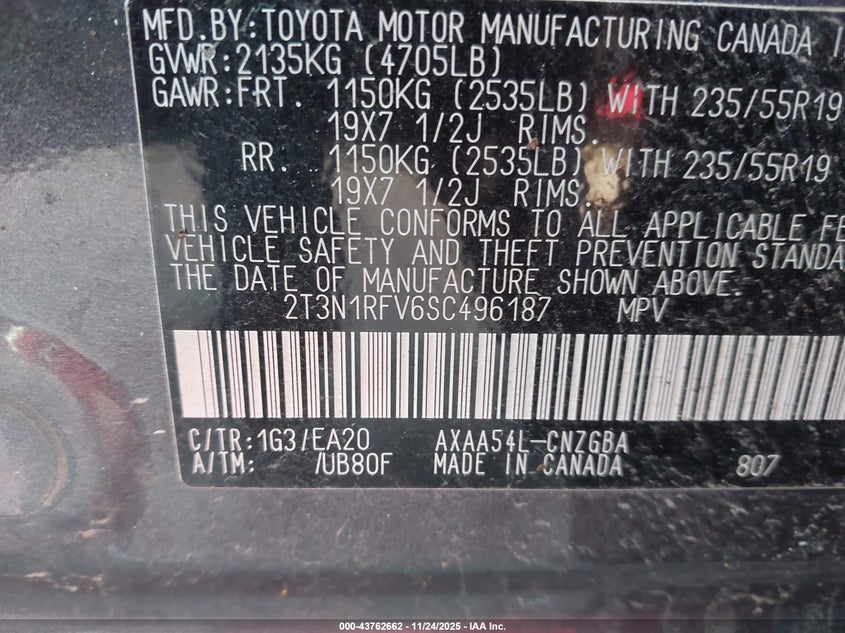 MFD.BY:TOYOTA MOTOR MANUFACTURING CANADA I
GVWR:2135KG (4705LB)
GAWR:FRT. 1150KG (2535LB) WITH 235/55R19
19X7 1/2J RIMS.
RR. 1150KG (2535LB) WITH 235/55R19
19X7 1/2J RIMS.
THIS VEHICLE CONFORMS TO ALL APPLICABLE FE
VEHICLE SAFETY AND THEFT PREVENTION STANDA
THE DATE OF MANUFACTURE SHOWN ABOVE.
2T3N1RFV6SC496187 MPV
C/TR:1G3/EA20 AXAA54L-CNZGBA
A/TM: /UB80F MADE IN CANADA 807
000-43762662 - 11/24/2025 - IAA Inc.